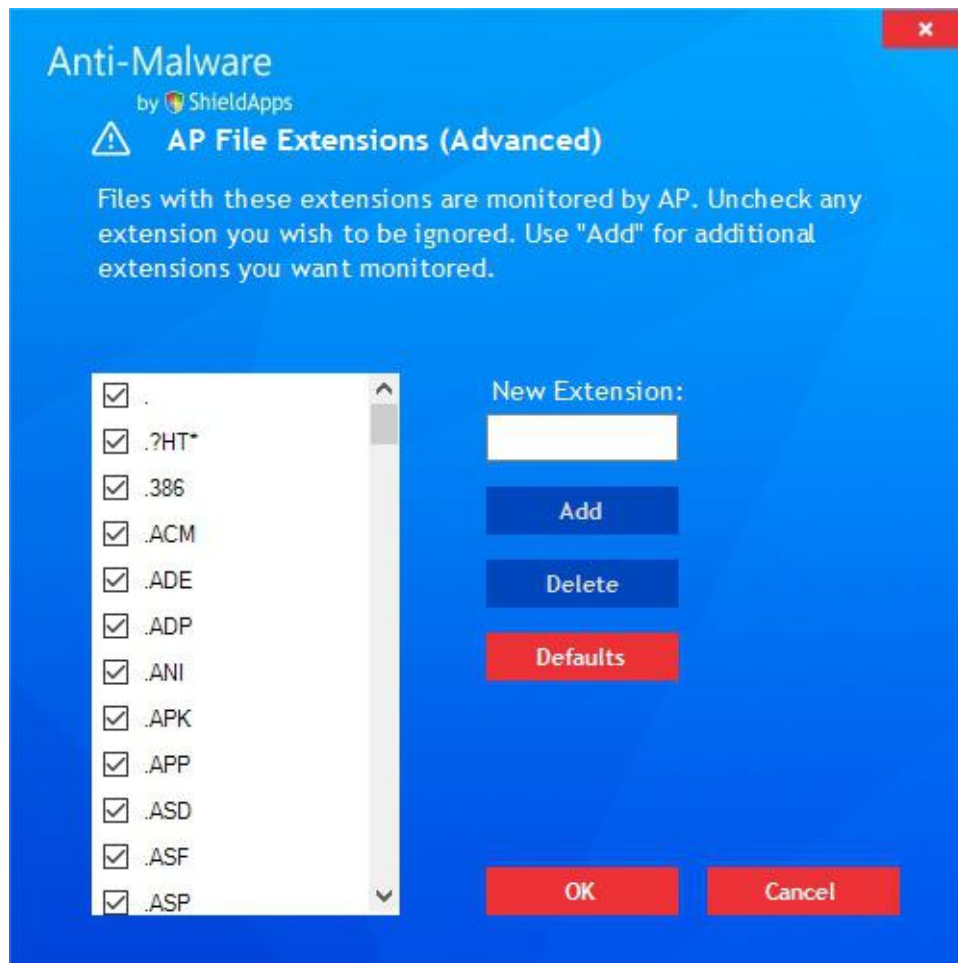 Anti-Malware
by ShieldApps
AP File Extensions (Advanced)
Files with these extensions are monitored by AP. Uncheck any
extension you wish to be ignored. Use "Add" for additional
extensions you want monitored.
.
.?HT*
.386
.ACM
.ADE
.ADP
.ANI
.APK
.APP
.ASD
.ASF
.ASP
New Extension:
Add
Delete
Defaults
OK
Cancel